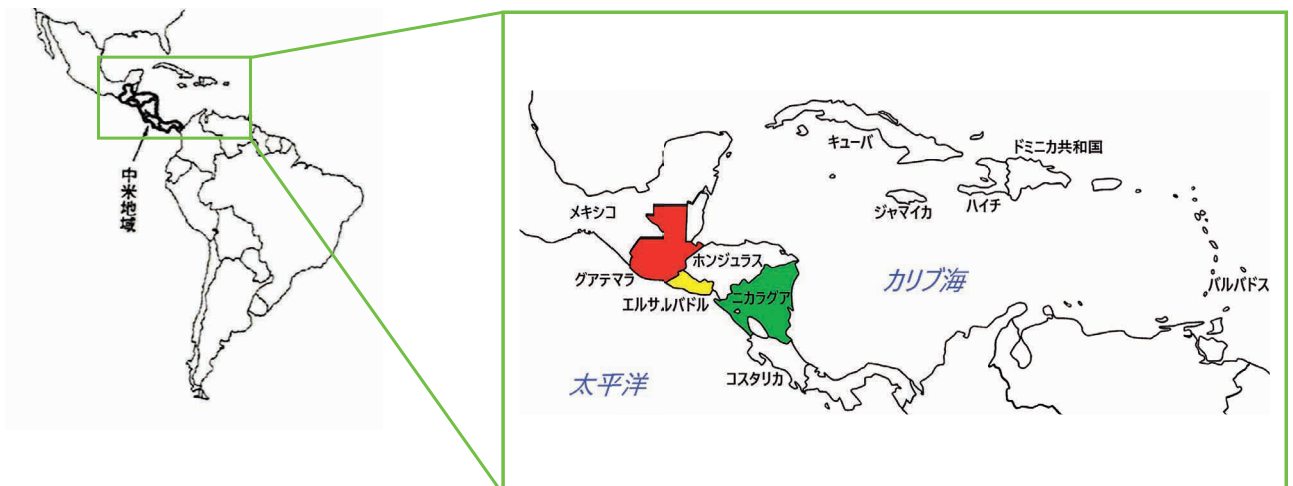 中米地域
キューバ
ドミニカ共和国
メキシコ
ジャマイカ
ハイチ
ホンジュラス
グアテマラ
カリブ海
バルバドス
エルサルバドル
ニカラグア
太平洋
コスタリカ